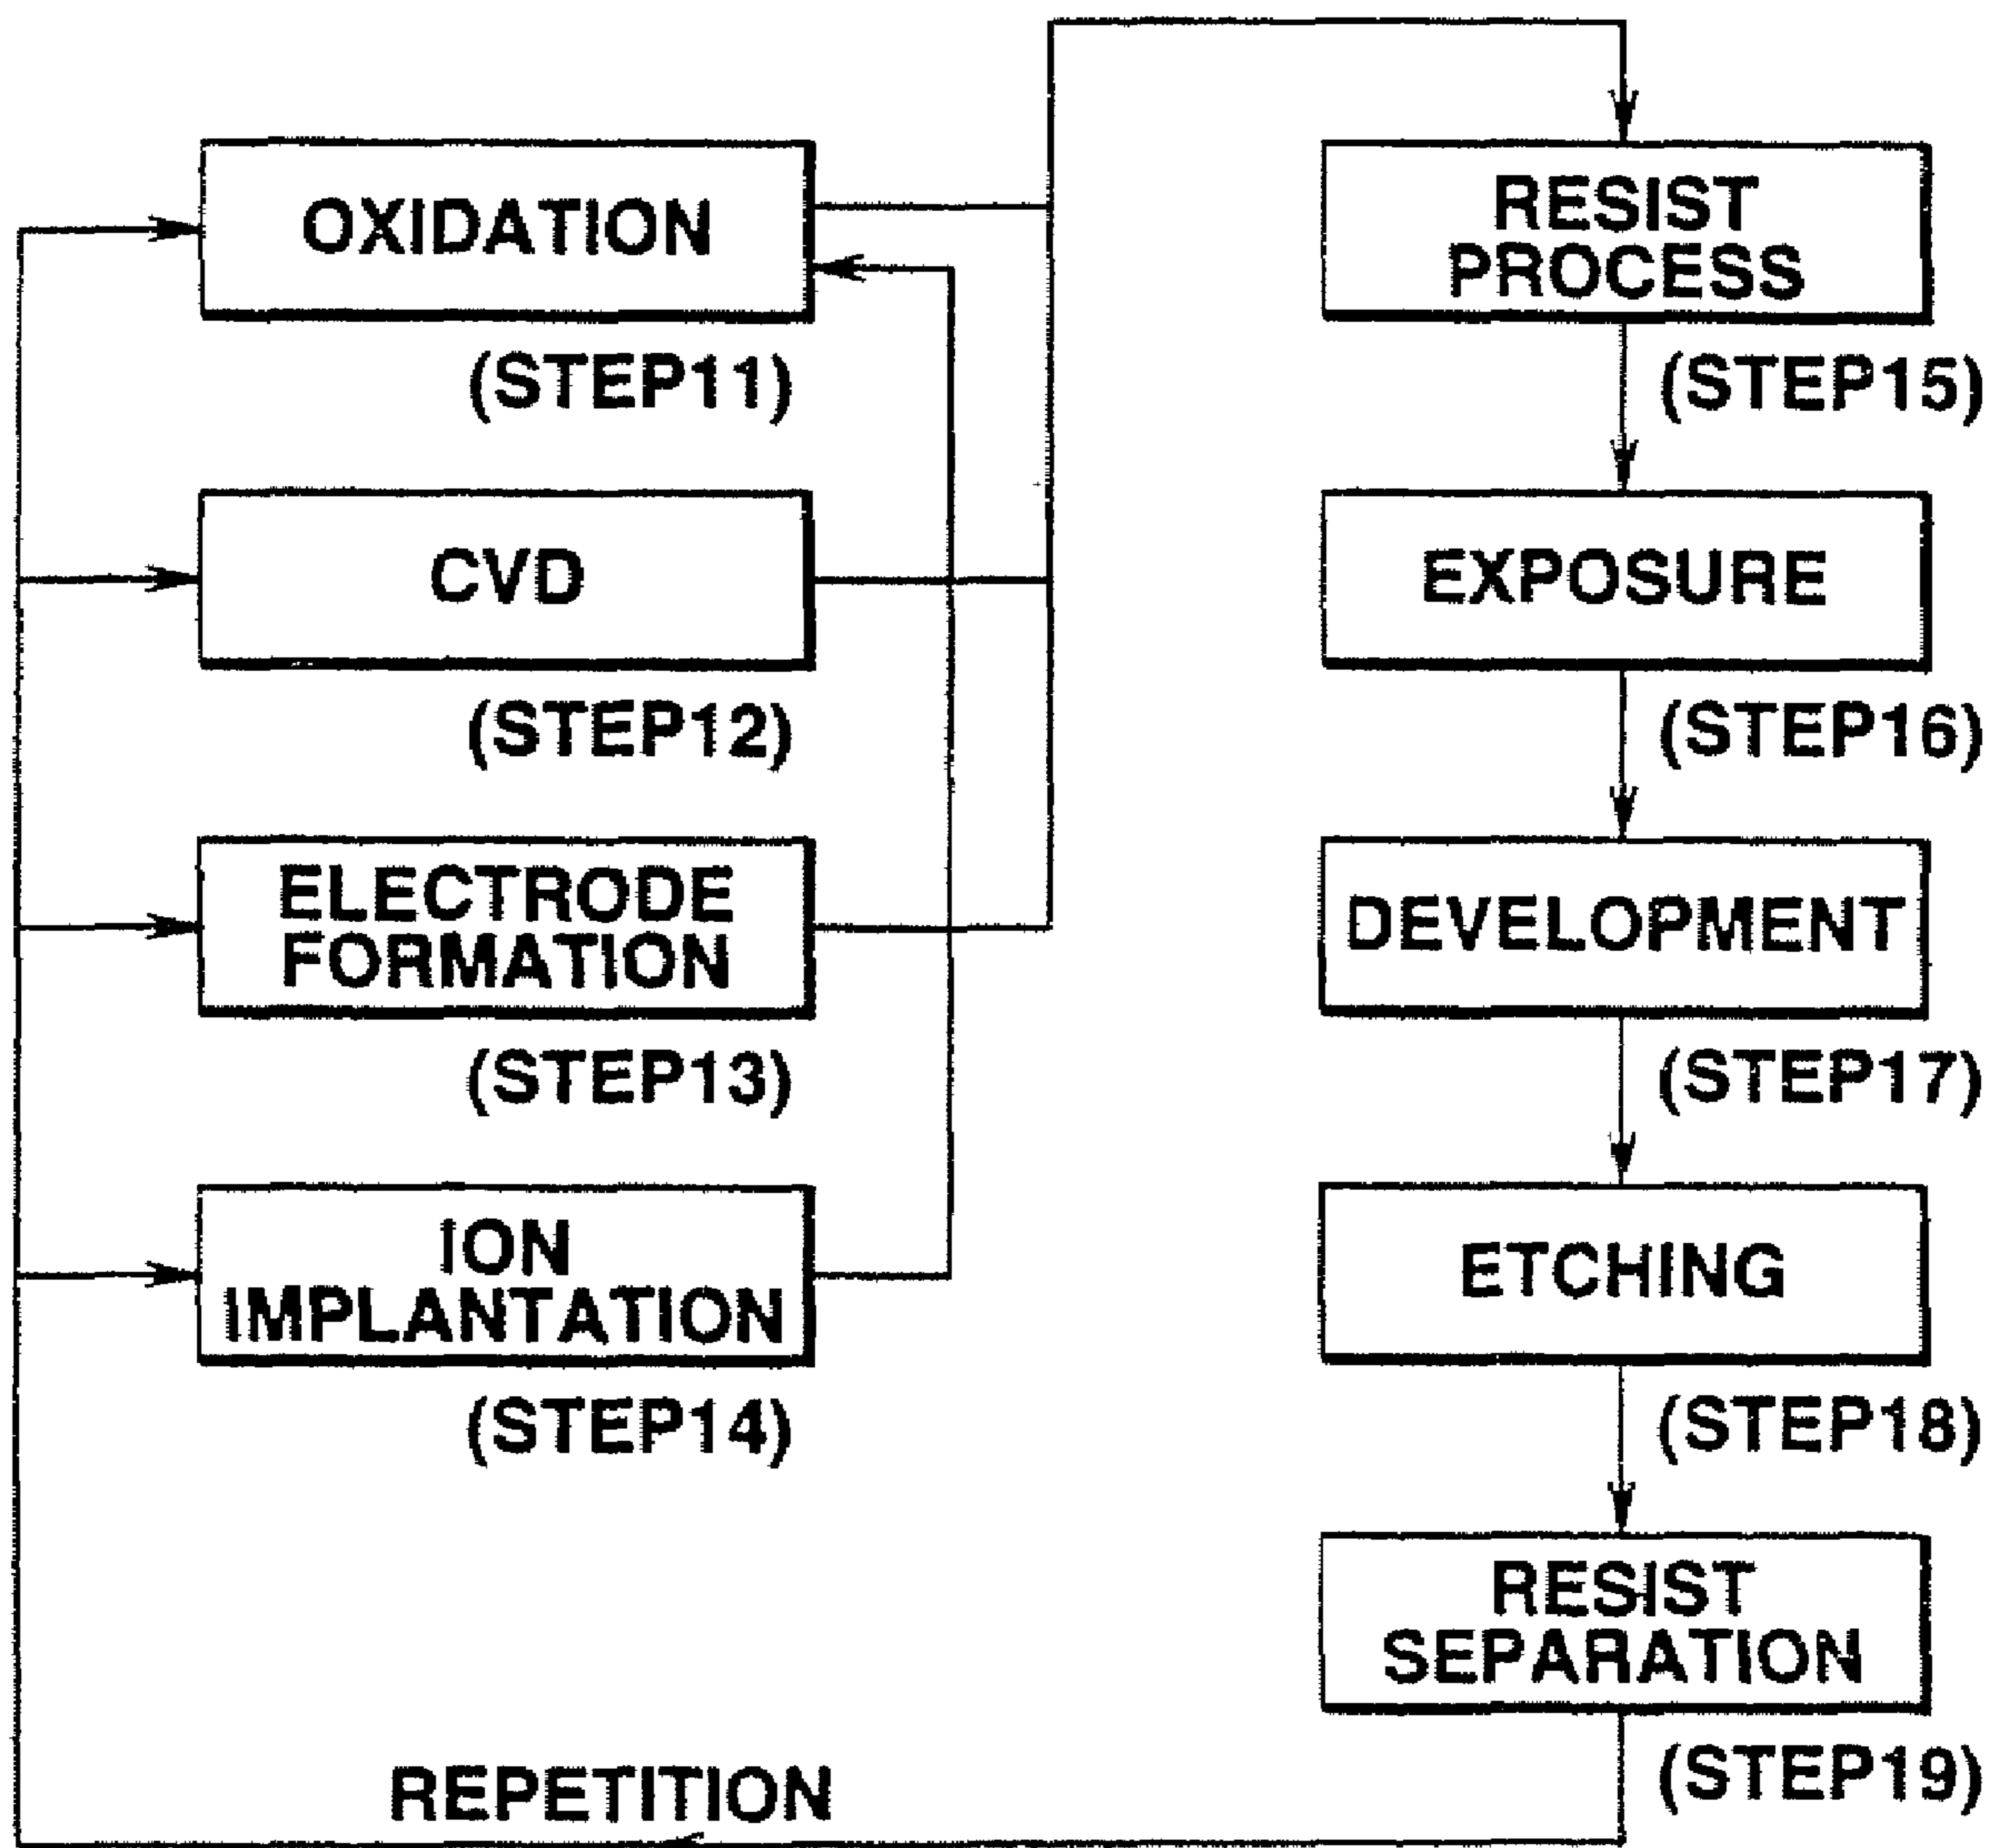 OXIDATION
(STEP11)
CVD
(STEP12)
ELECTRODE
FORMATION
(STEP13)
ION
IMPLANTATION
(STEP14)
RESIST
PROCESS
(STEP15)
EXPOSURE
(STEP16)
DEVELOPMENT
(STEP17)
ETCHING
(STEP18)
RESIST
SEPARATION
(STEP19)
REPETITION